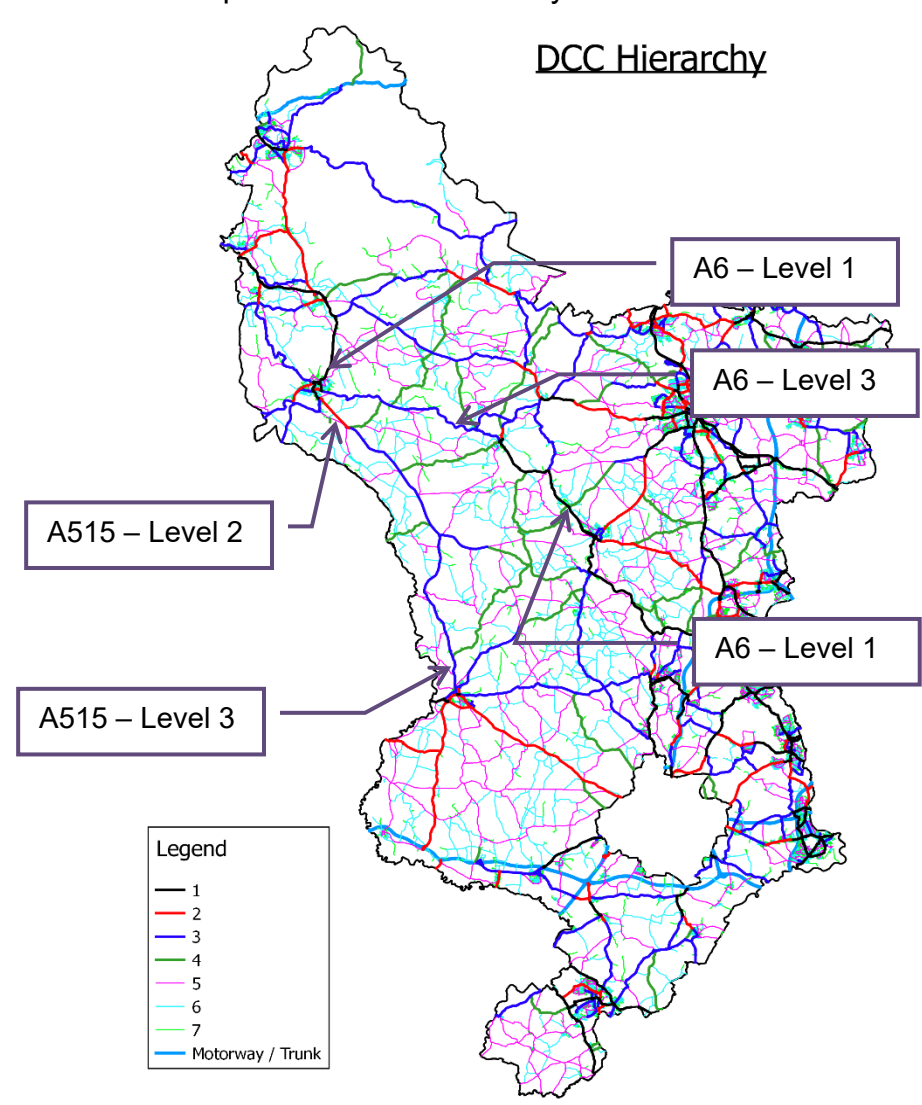 DCC Hierarchy
A6 – Level 1
A6 – Level 3
A515 – Level 2
A6 – Level 1
A515 – Level 3
Legend
1
2
3
4
5
6
7
Motorway / Trunk